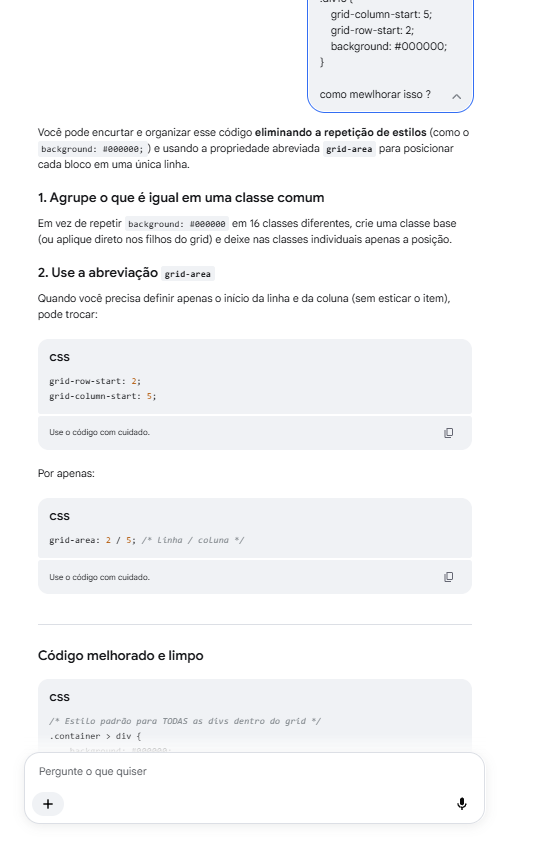 .div16 {
grid-column-start: 5;
grid-row-start: 2;
background: #000000;
}
como mewlhorar isso ?
Você pode encurtar e organizar esse código eliminando a repetição de estilos (como o
background: #000000; ) e usando a propriedade abreviada grid-area para posicionar
cada bloco em uma única linha.
1. Agrupe o que é igual em uma classe comum
Em vez de repetir background: #000000 em 16 classes diferentes, crie uma classe base
(ou aplique direto nos filhos do grid) e deixe nas classes individuais apenas a posição.
2. Use a abreviação grid-area
Quando você precisa definir apenas o início da linha e da coluna (sem esticar o item),
pode trocar:
CSS
grid-row-start: 2;
grid-column-start: 5;
Use o código com cuidado.
Por apenas:
CSS
grid-area: 2 / 5; /* linha / coluna */
Use o código com cuidado.
Código melhorado e limpo
CSS
/* Estilo padrão para TODAS as divs dentro do grid */
.container > div {
background: #000000;
Pergunte o que quiser